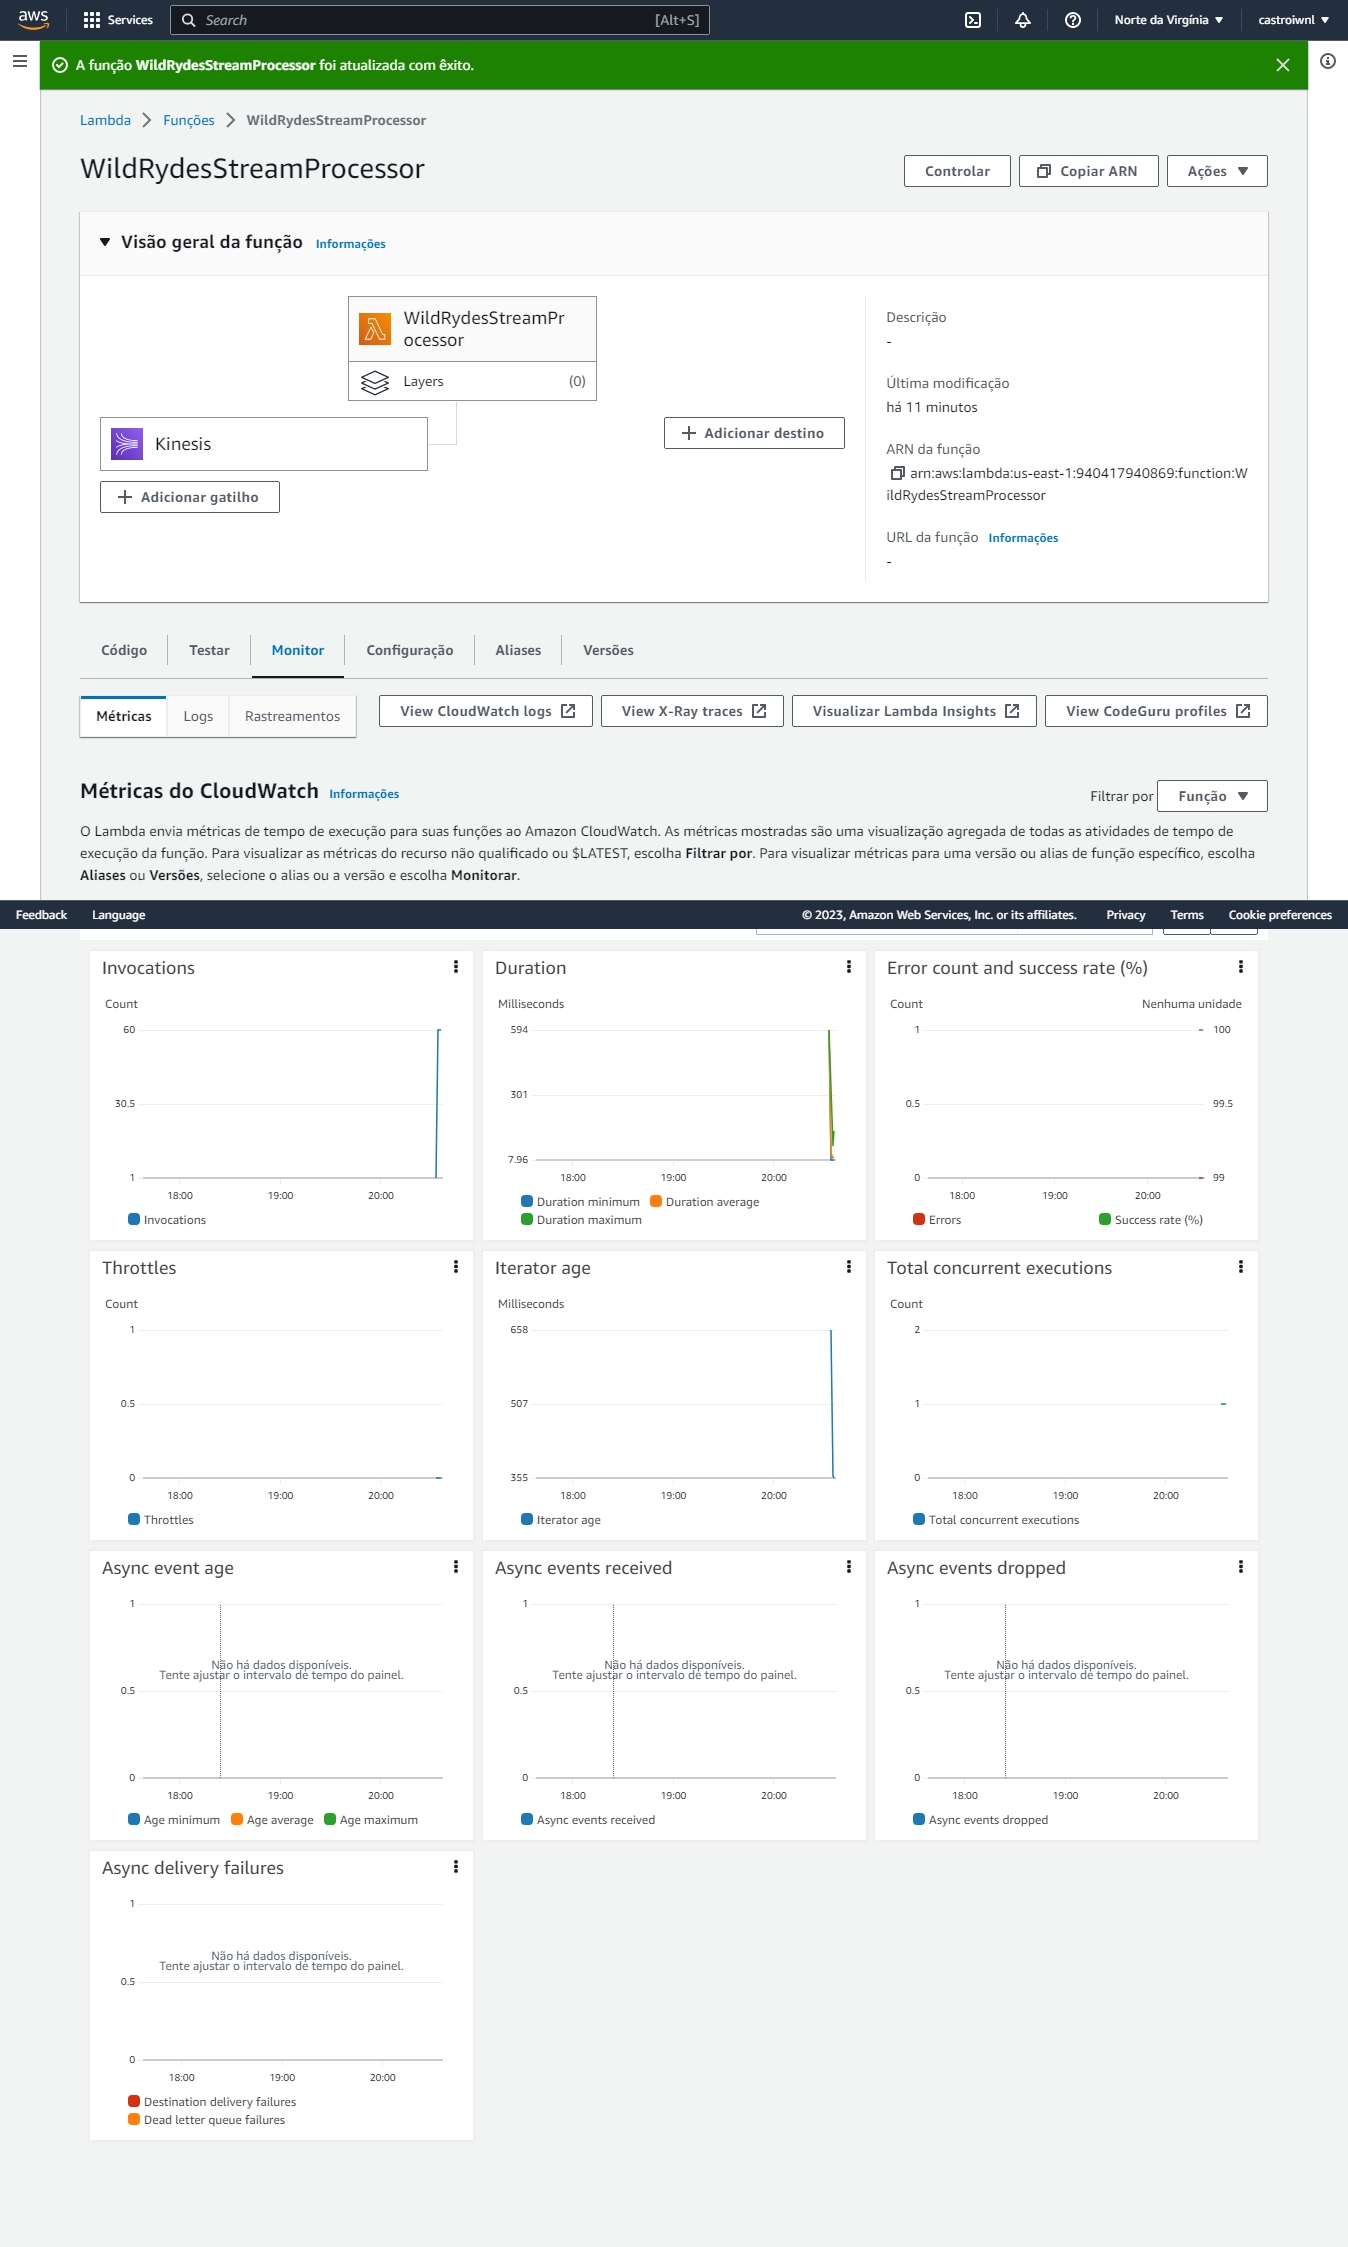 aws Services Search [Alt+S] Norte da Virgínia castroiwnl
A função WildRydesStreamProcessor foi atualizada com êxito.
Lambda Funções WildRydesStreamProcessor
WildRydesStreamProcessor
Controlar Copiar ARN Ações
Visão geral da função Informações
WildRydesStreamPr
ocessor
Layers (0)
Kinesis
Adicionar gatilho
Adicionar destino
Descrição
-
Última modificação
há 11 minutos
ARN da função
arn:aws:lambda:us-east-1:940417940869:function:W
ildRydesStreamProcessor
URL da função Informações
-
Código Testar Monitor Configuração Aliases Versões
Métricas Logs Rastreamentos View CloudWatch logs View X-Ray traces Visualizar Lambda Insights View CodeGuru profiles
Métricas do CloudWatch Informações
Filtrar por Função
O Lambda envia métricas de tempo de execução para suas funções ao Amazon CloudWatch. As métricas mostradas são uma visualização agregada de todas as atividades de tempo de
execução da função. Para visualizar as métricas do recurso não qualificado ou $LATEST, escolha Filtrar por. Para visualizar métricas para uma versão ou alias de função específico, escolha
Aliases ou Versões, selecione o alias ou a versão e escolha Monitorar.
Feedback Language © 2023, Amazon Web Services, Inc. or its affiliates. Privacy Terms Cookie preferences
Invocations
Count
60
30.5
1
18:00 19:00 20:00
Invocations
Duration
Milliseconds
594
301
7.96
18:00 19:00 20:00
Duration minimum Duration average
Duration maximum
Error count and success rate (%)
Count Nenhuma unidade
1 100
0.5 99.5
0 99
18:00 19:00 20:00
Errors Success rate (%)
Throttles
Count
1
0.5
0
18:00 19:00 20:00
Throttles
Iterator age
Milliseconds
658
507
355
18:00 19:00 20:00
Iterator age
Total concurrent executions
Count
2
1
0
18:00 19:00 20:00
Total concurrent executions
Async event age
1
Não há dados disponíveis.
Tente ajustar o intervalo de tempo do painel.
0.5
0
18:00 19:00 20:00
Age minimum Age average Age maximum
Async events received
1
Não há dados disponíveis.
Tente ajustar o intervalo de tempo do painel.
0.5
0
18:00 19:00 20:00
Async events received
Async events dropped
1
Não há dados disponíveis.
Tente ajustar o intervalo de tempo do painel.
0.5
0
18:00 19:00 20:00
Async events dropped
Async delivery failures
1
Não há dados disponíveis.
Tente ajustar o intervalo de tempo do painel.
0.5
0
18:00 19:00 20:00
Destination delivery failures
Dead letter queue failures